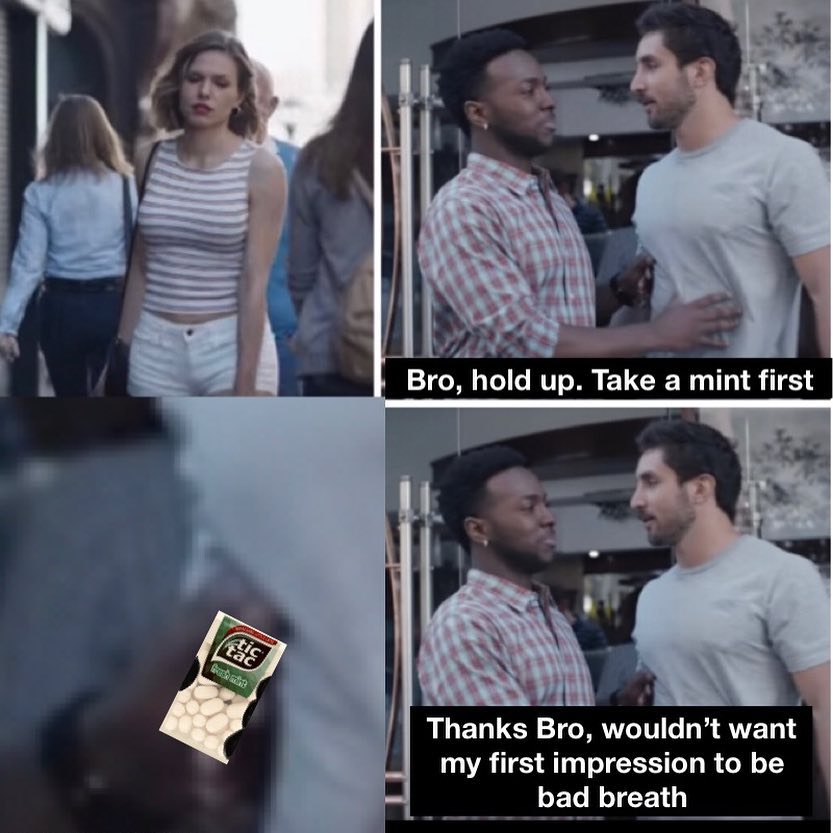 Bro, hold up. Take a mint first
tic
tac
fresh mint
Thanks Bro, wouldn't want
my first impression to be
bad breath